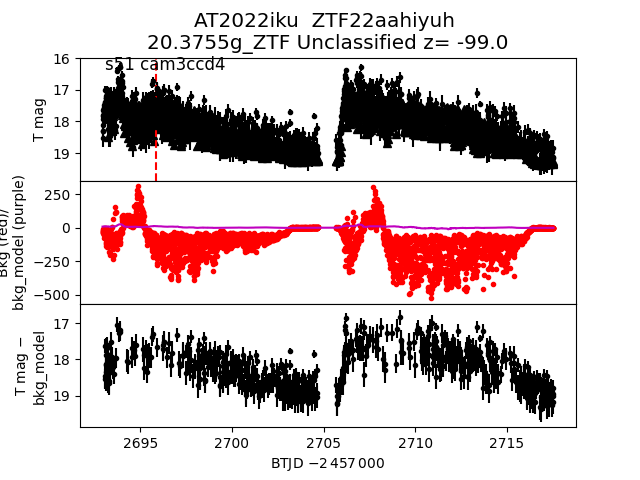 AT2022iku  ZTF22aahiyuh
20.3755g_ZTF Unclassified z= -99.0
s51 cam3ccd4
16
17
18
19
T mag
250
0
−250
−500
Bkg (red)/
bkg_model (purple)
17
18
19
T mag −
bkg_model
2695
2700
2705
2710
2715
BTJD −2 457 000